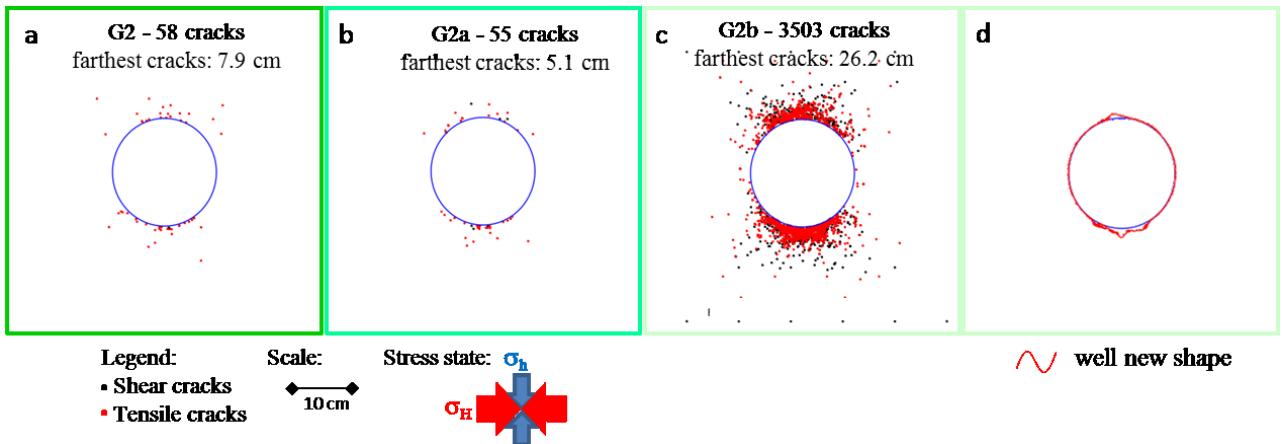 a
G2 – 58 cracks
farthest cracks: 7.9 cm
b
G2a – 55 cracks
farthest cracks: 5.1 cm
c
G2b – 3503 cracks
farthest cracks: 26.2 cm
d
Legend:
Shear cracks
Tensile cracks
Scale:
10 cm
Stress state:
σh
σH
well new shape